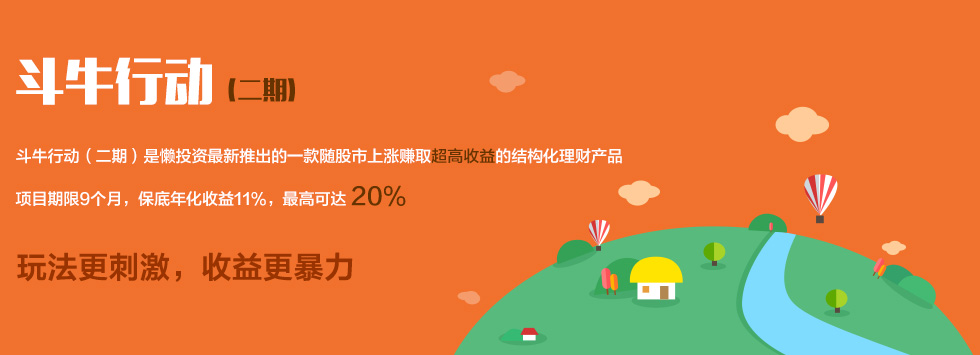 斗牛行动 (二期)
斗牛行动（二期）是懒投资最新推出的一款随股市上涨赚取超高收益的结构化理财产品
项目期限9个月，保底年化收益11%，最高可达 20%
玩法更刺激，收益更暴力